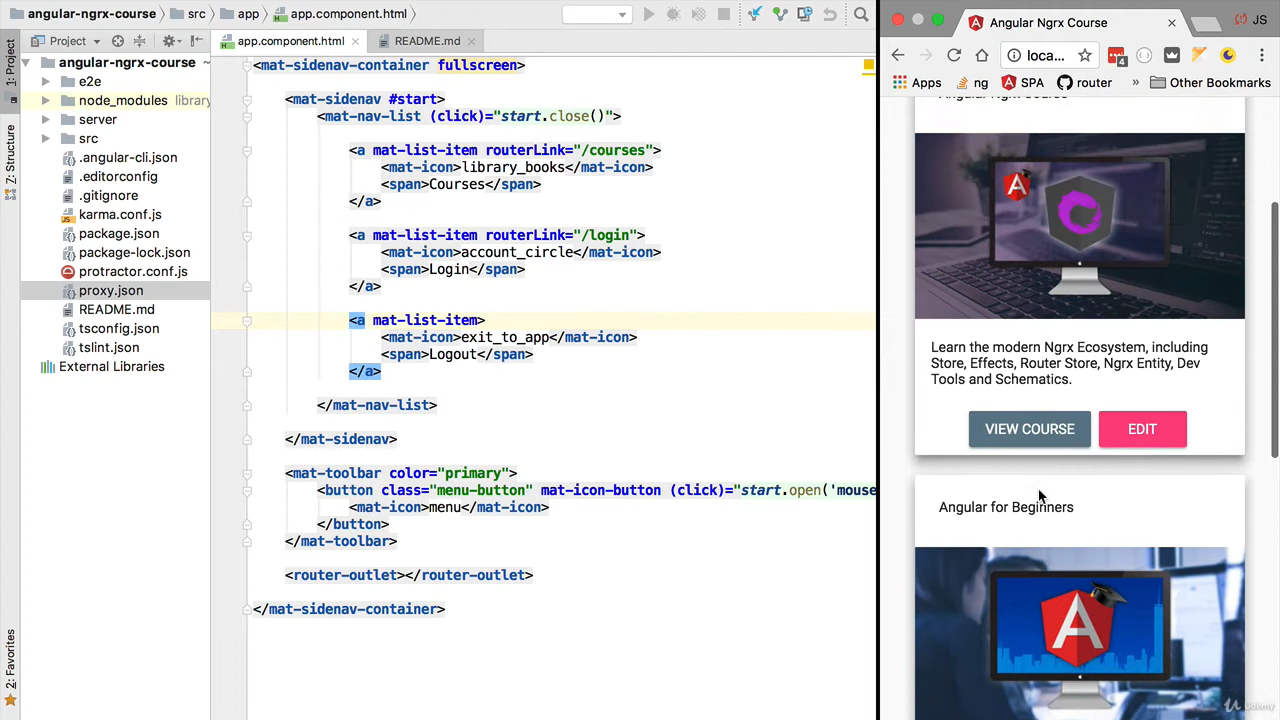 angular-ngrx-course
src
app
app.component.html
Project
app.component.html
README.md
1: Project
Z: Structure
2: Favorites
angular-ngrx-course
e2e
node_modules library
server
src
.angular-cli.json
.editorconfig
.gitignore
karma.conf.js
package.json
package-lock.json
protractor.conf.js
proxy.json
README.md
tsconfig.json
tslint.json
External Libraries
<mat-sidenav-container fullscreen>
<mat-sidenav #start>
<mat-nav-list (click)="start.close()">
<a mat-list-item routerLink="/courses">
<mat-icon>library_books</mat-icon>
<span>Courses</span>
</a>
<a mat-list-item routerLink="/login">
<mat-icon>account_circle</mat-icon>
<span>Login</span>
</a>
<a mat-list-item>
<mat-icon>exit_to_app</mat-icon>
<span>Logout</span>
</a>
</mat-nav-list>
</mat-sidenav>
<mat-toolbar color="primary">
<button class="menu-button" mat-icon-button (click)="start.open('mouse
<mat-icon>menu</mat-icon>
</button>
</mat-toolbar>
<router-outlet></router-outlet>
</mat-sidenav-container>
Angular Ngrx Course
JS
loca...
4
Apps
ng
SPA
router
»
Other Bookmarks
Angular Ngrx Course
Learn the modern Ngrx Ecosystem, including
Store, Effects, Router Store, Ngrx Entity, Dev
Tools and Schematics.
VIEW COURSE
EDIT
Angular for Beginners
Udemy